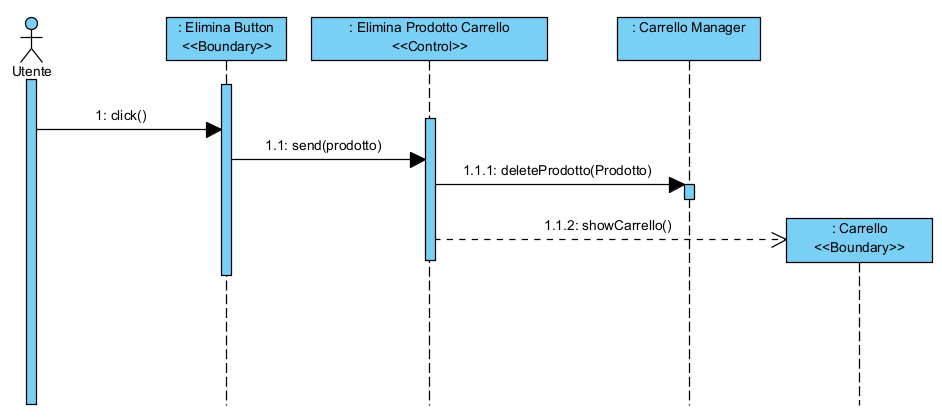 : Elimina Button
<<Boundary>>
: Elimina Prodotto Carrello
<<Control>>
: Carrello Manager
Utente
1: click()
1.1: send(prodotto)
1.1.1: deleteProdotto(Prodotto)
1.1.2: showCarrello()
: Carrello
<<Boundary>>